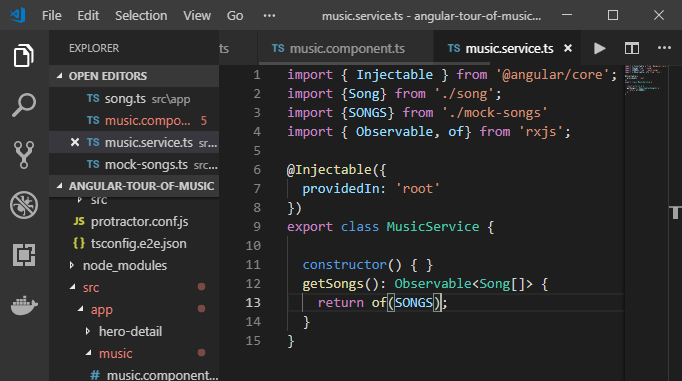 File Edit Selection View Go ••• music.service.ts - angular-tour-of-music...
EXPLORER
OPEN EDITORS
TS song.ts src\app
TS music.compo... 5
TS music.service.ts sr...
TS mock-songs.ts src...
ANGULAR-TOUR-OF-MUSIC
src
JS protractor.conf.js
{ } tsconfig.e2e.json
node_modules
src
app
hero-detail
music
# music.component...
ts TS music.component.ts TS music.service.ts
1 import { Injectable } from '@angular/core';
2 import {Song} from './song';
3 import {SONGS} from './mock-songs'
4 import { Observable, of} from 'rxjs';
5
6 @Injectable({
7 providedIn: 'root'
8 })
9 export class MusicService {
10
11 constructor() { }
12 getSongs(): Observable<Song[]> {
13 return of(SONGS);
14 }
15 }